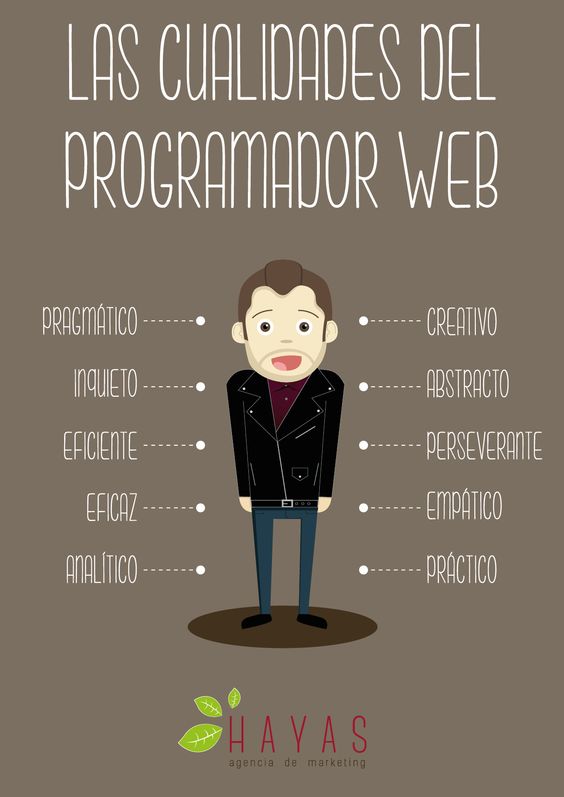 LAS CUALIDADES DEL
PROGRAMADOR WEB
PRAGMÁTICO
INQUIETO
EFICIENTE
EFICAZ
ANALÍTICO
CREATIVO
ABSTRACTO
PERSEVERANTE
EMPÁTICO
PRÁCTICO
HAYAS
agencia de marketing